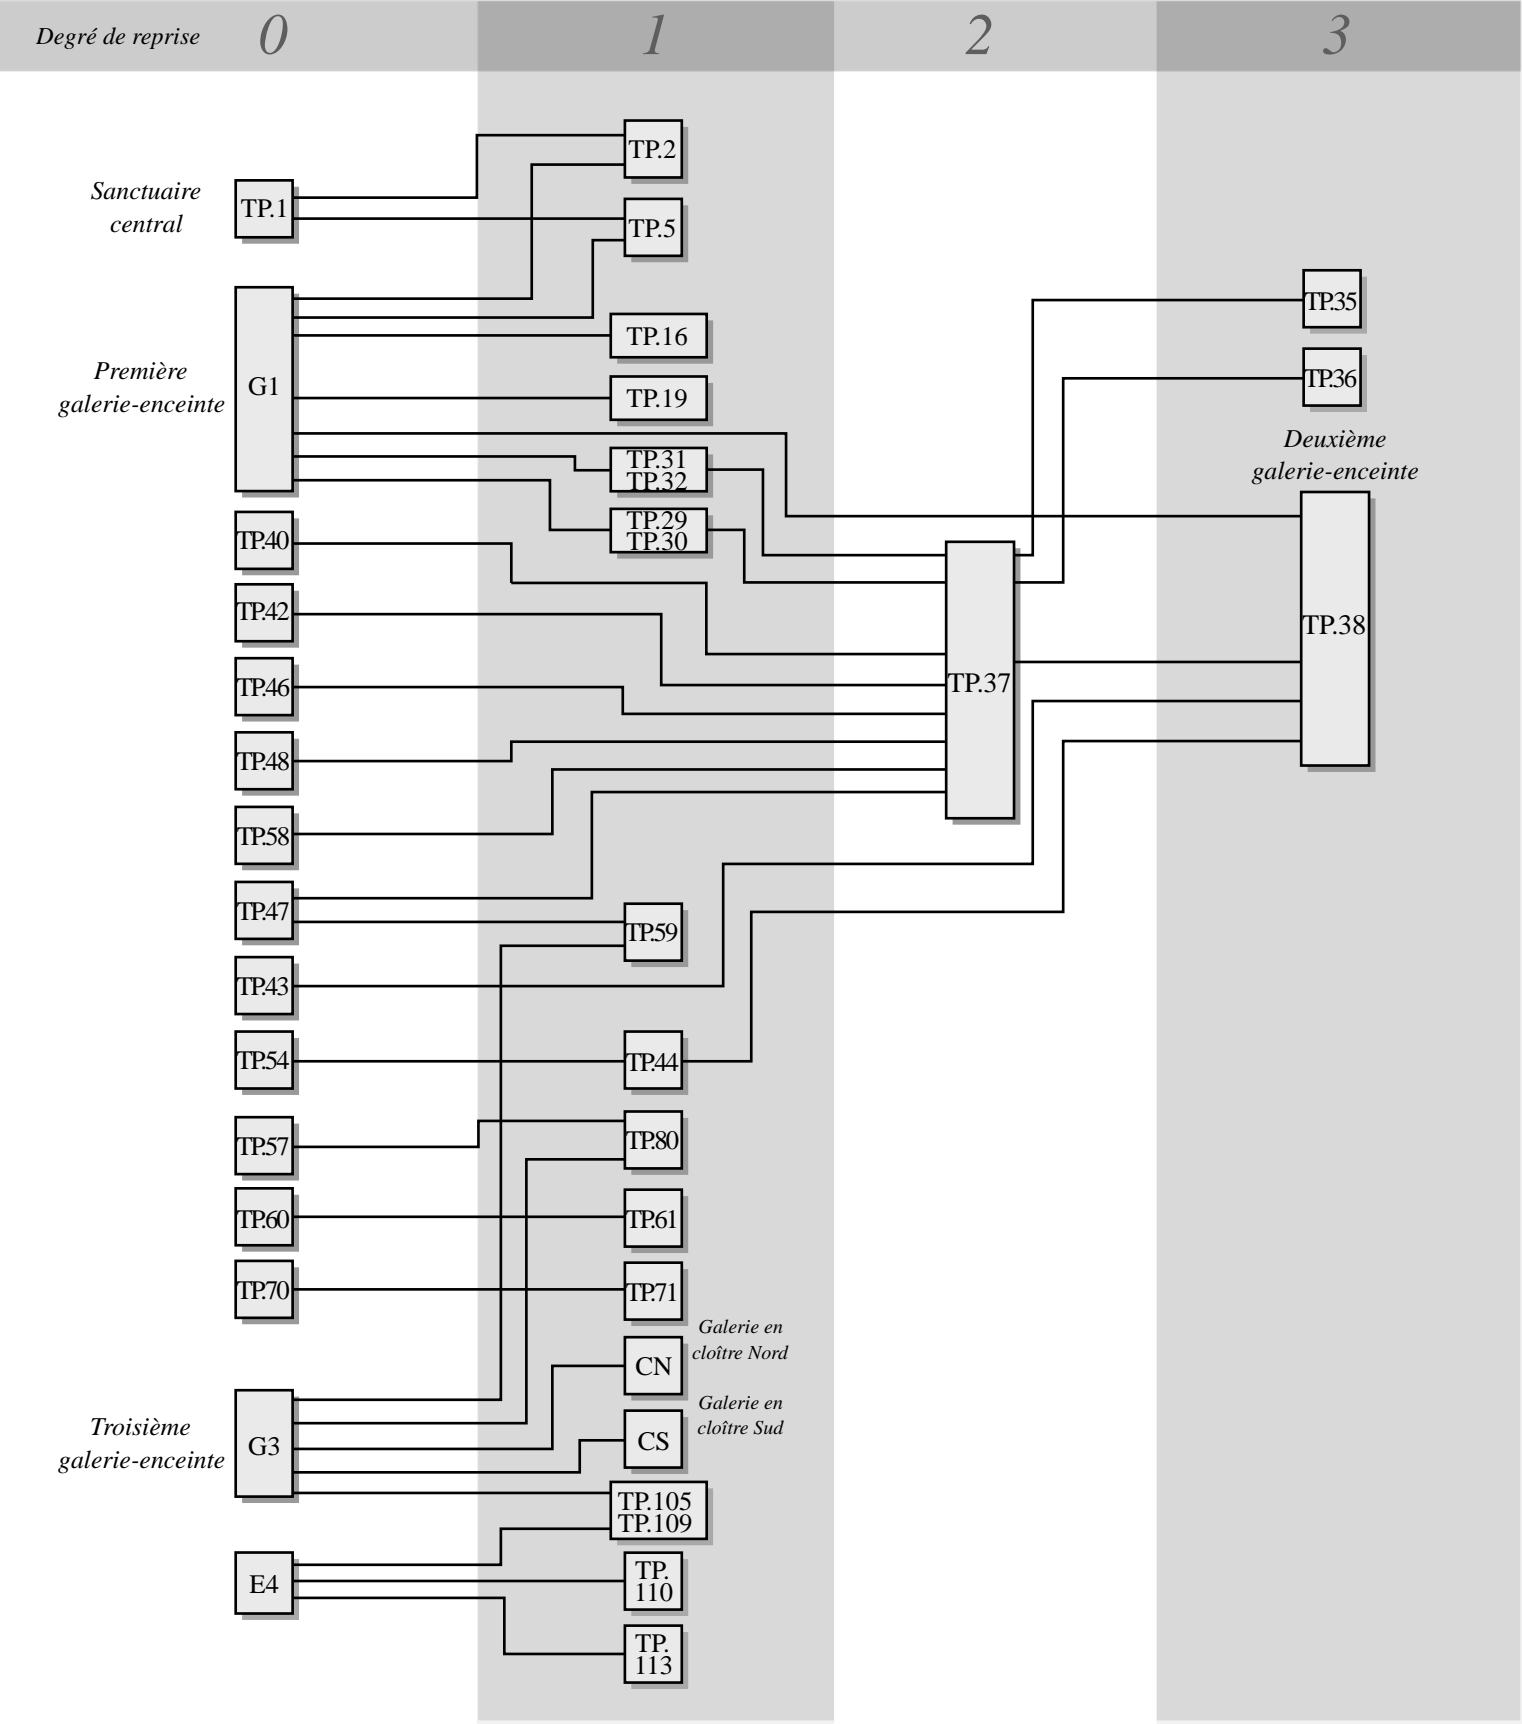 Degré de reprise 0 1 2 3
TP.2
Sanctuaire
central
TP.1
TP.5
TP.35
TP.16
Première
galerie-enceinte
G1
TP.36
TP.19
Deuxième
galerie-enceinte
TP.31
TP.32
TP.29
TP.30
TP.40
TP.42
TP.38
TP.46
TP.37
TP.48
TP.58
TP.47
TP.59
TP.43
TP.54
TP.44
TP.57
TP.80
TP.60
TP.61
TP.70
TP.71
Galerie en
cloître Nord
CN
Galerie en
cloître Sud
CS
Troisième
galerie-enceinte
G3
TP.105
TP.109
E4
TP.
110
TP.
113